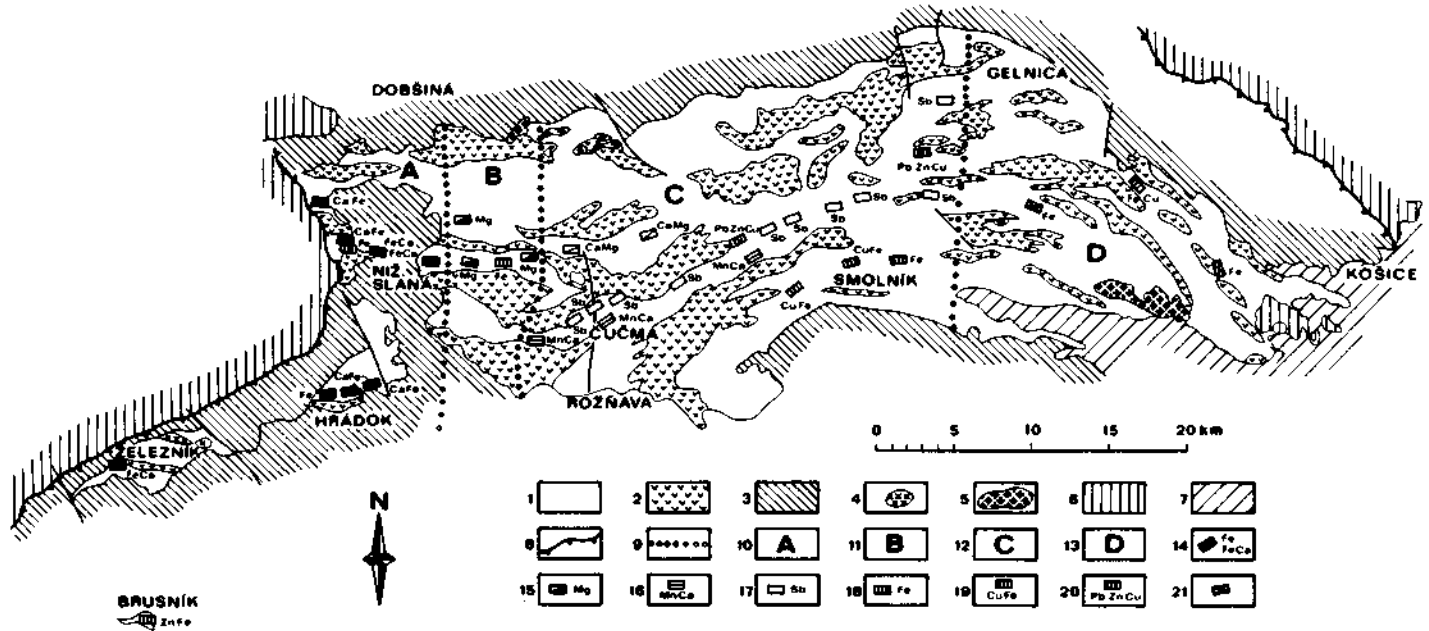 DOBŠINÁ
GELNICA
Sb
A
B
C
PbZnCu
Fe Cu
CaFe
Mg
Sb
Sb
Sb
Fe
CaFe
FeCa
FeCa
CaMg
CaMg
PbZnCu
Sb
Sb
MnCa
CuFe
Fe
D
Fe
KOŠICE
NIŽ. SLANÁ
Mg
Fe
Mg
SMOLNÍK
Sb
Sb
Sb
CuFe
Sb
MnCa
ČUČMA
MnCa
CaFe
Fe
CaFe
HRÁDOK
ROŽŇAVA
ŽELEZNÍK
FeCa
0 5 10 15 20 km
N
1 2 3 4 5 6 7
8 9 10 A 11 B 12 C 13 D 14 Fe FeCa
15 Mg 16 MnCa 17 Sb 18 Fe 19 CuFe 20 Pb ZnCu 21
BRUSNÍK
ZnFe